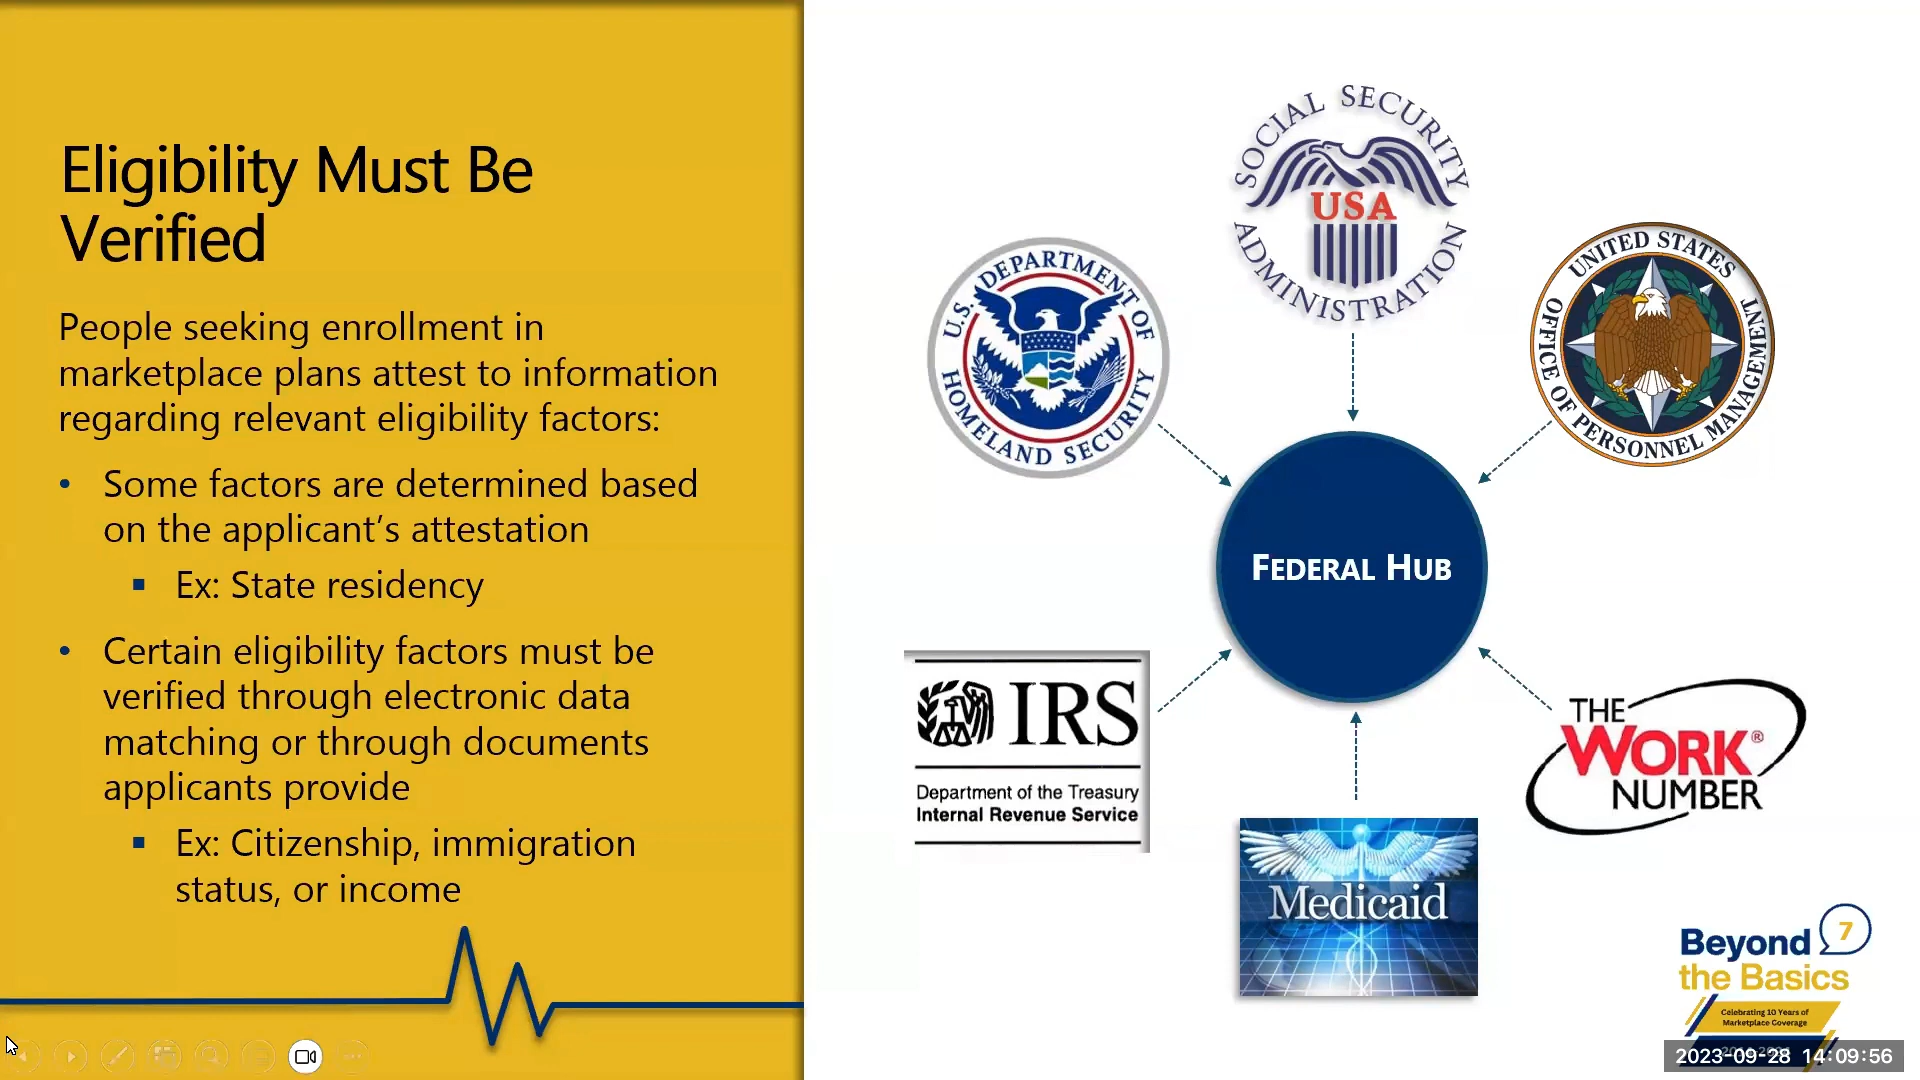 Eligibility Must Be
Verified
People seeking enrollment in
marketplace plans attest to information
regarding relevant eligibility factors:
• Some factors are determined based
on the applicant’s attestation
▪ Ex: State residency
• Certain eligibility factors must be
verified through electronic data
matching or through documents
applicants provide
▪ Ex: Citizenship, immigration
status, or income
SOCIAL SECURITY
ADMINISTRATION
USA
U.S. DEPARTMENT OF
HOMELAND SECURITY
UNITED STATES
OFFICE OF PERSONNEL MANAGEMENT
FEDERAL HUB
IRS
Department of the Treasury
Internal Revenue Service
THE
WORK®
NUMBER
Medicaid
7
Beyond
the Basics
Celebrating 10 Years of
Marketplace Coverage
2023-09-28 14:09:56